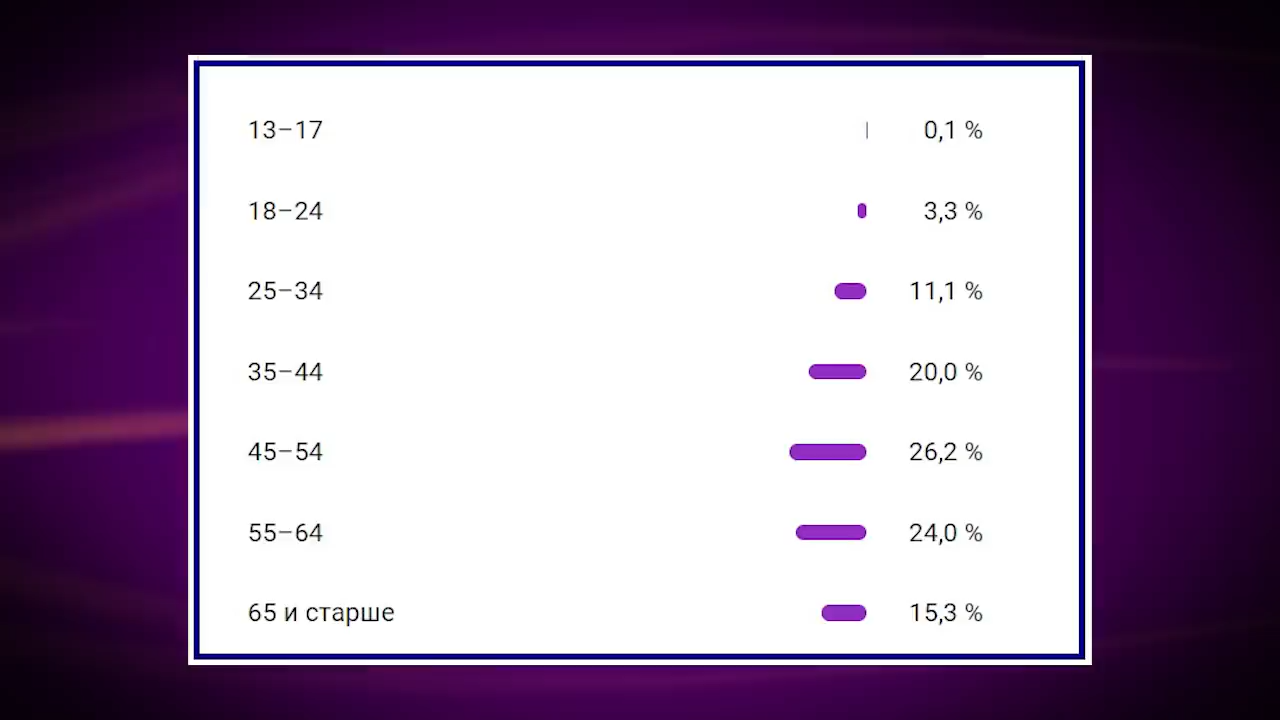 13–17 0,1 %
18–24 3,3 %
25–34 11,1 %
35–44 20,0 %
45–54 26,2 %
55–64 24,0 %
65 и старше 15,3 %